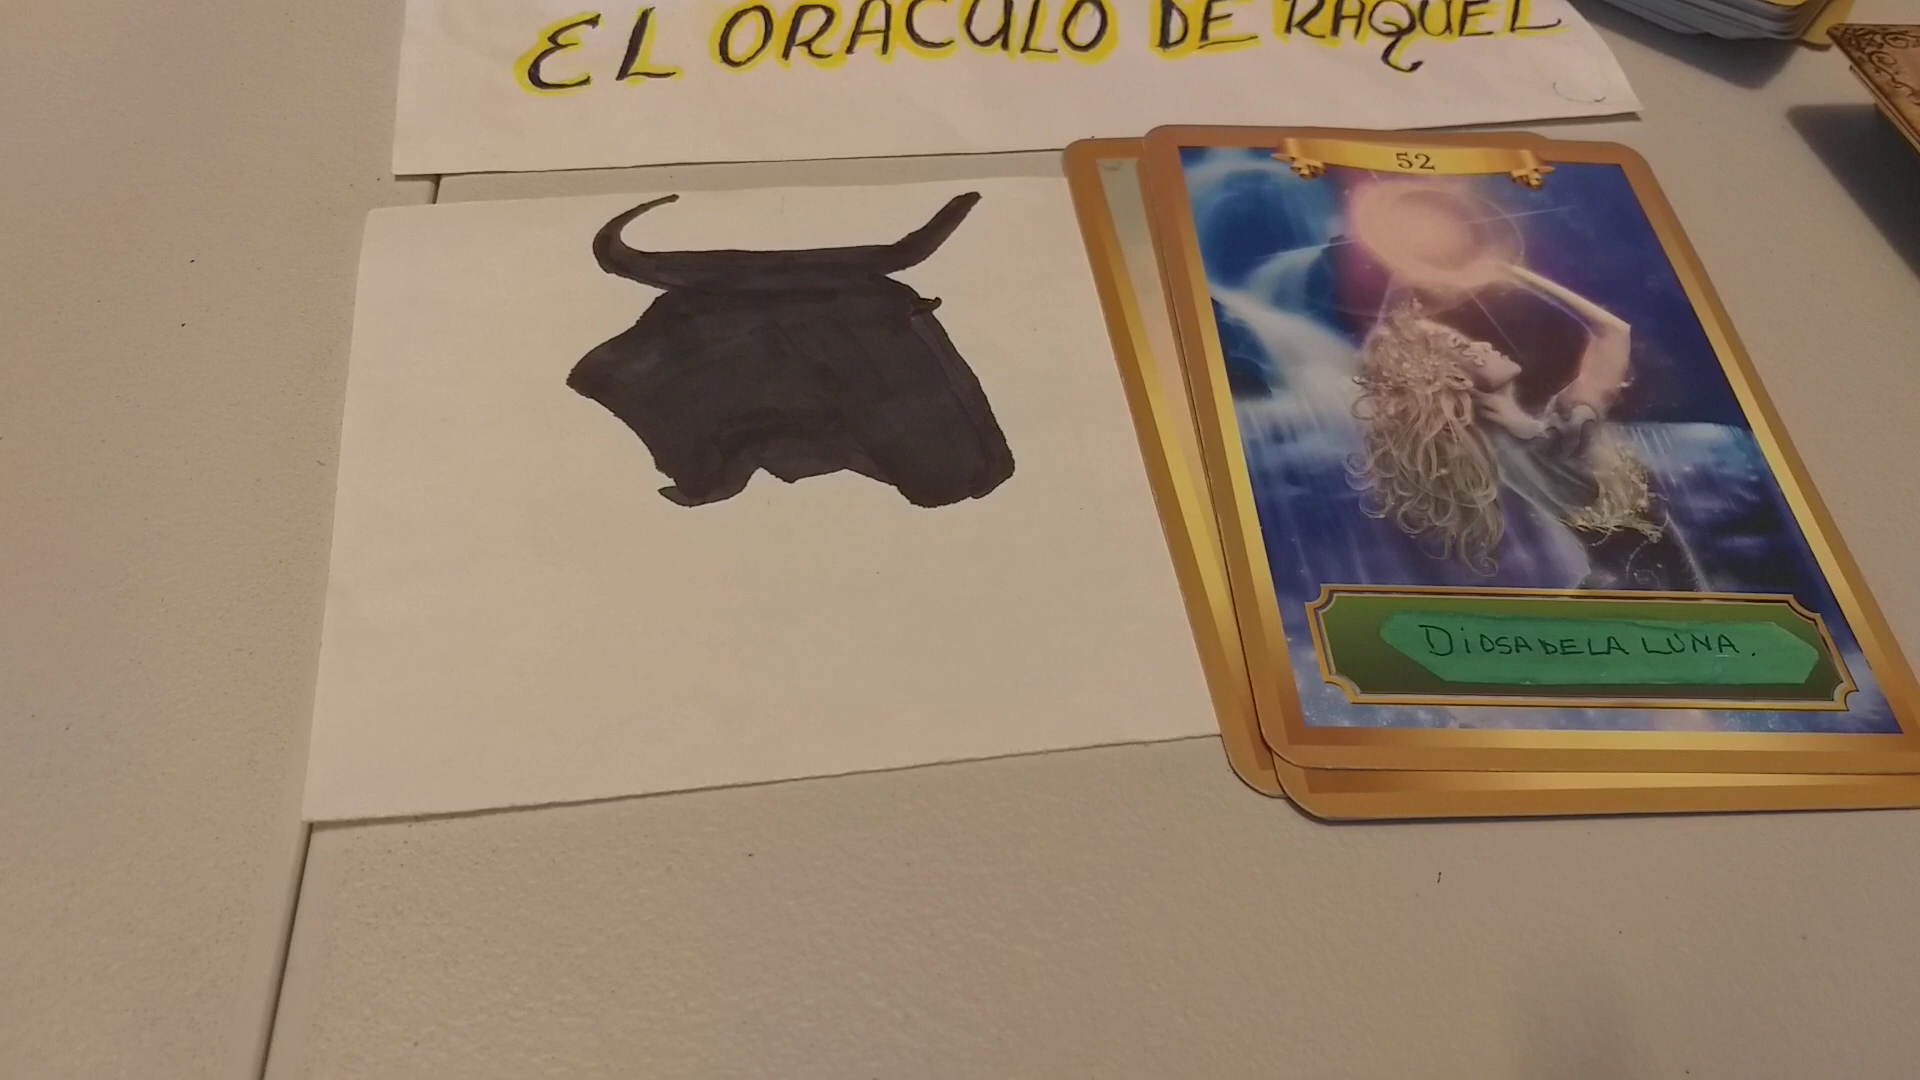 EL ORACULO DE RAQUEL
52
DiOSA DE LA LUNA.